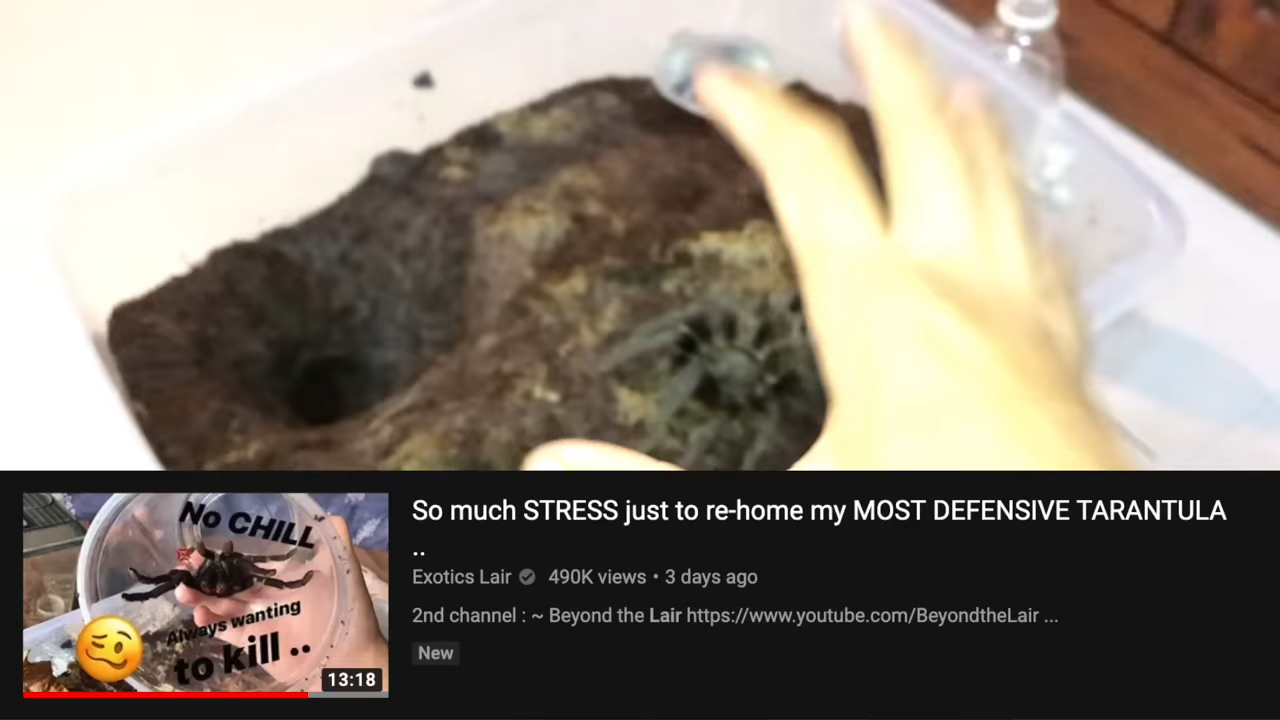 So much STRESS just to re-home my MOST DEFENSIVE TARANTULA
..
Exotics Lair 490K views • 3 days ago
2nd channel : ~ Beyond the Lair https://www.youtube.com/BeyondtheLair ...
New
No CHILL
Always wanting
to kill ..
13:18